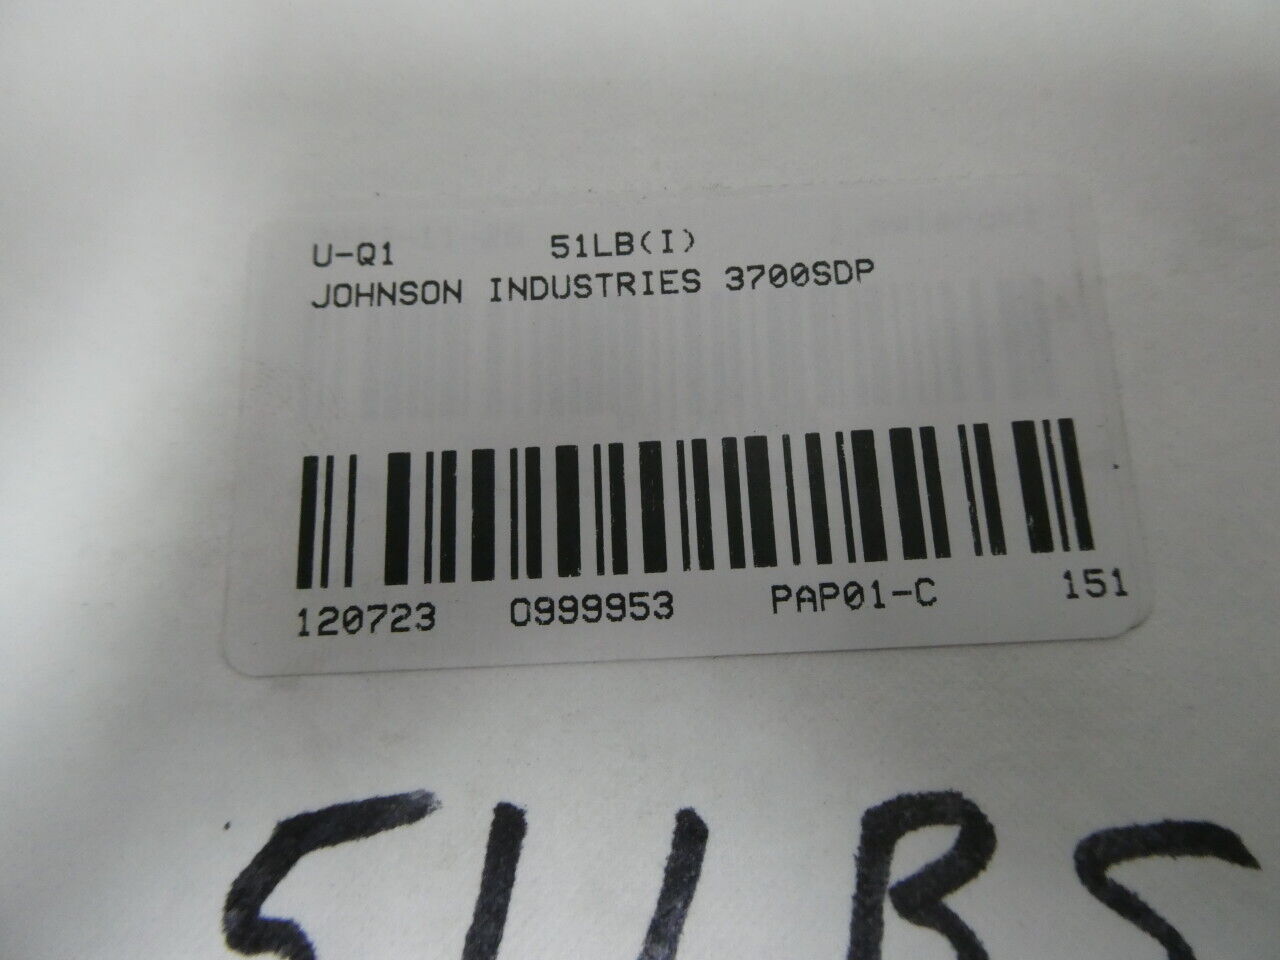 U-Q1 51LB(I)
JOHNSON INDUSTRIES 3700SDP
120723 0999953 PAP01-C 151
51LBS